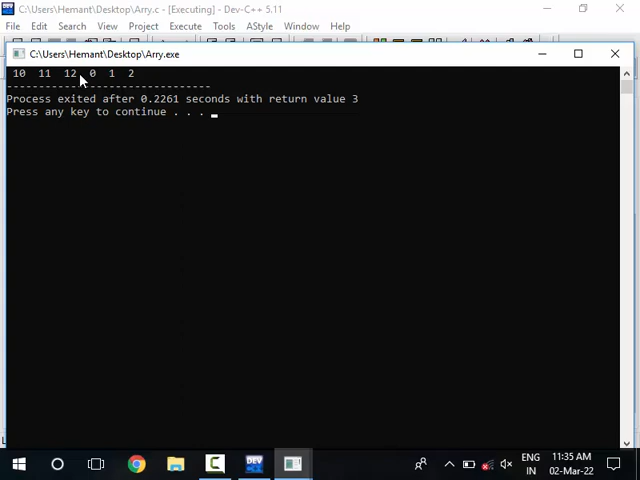 C:\Users\Hemant\Desktop\Arry.c - [Executing] - Dev-C++ 5.11
File Edit Search View Project Execute Tools AStyle Window Help
C:\Users\Hemant\Desktop\Arry.exe
10 11 12 0 1 2
--------------------------------
Process exited after 0.2261 seconds with return value 3
Press any key to continue . . .
DEV
ENG 11:35 AM
IN 02-Mar-22